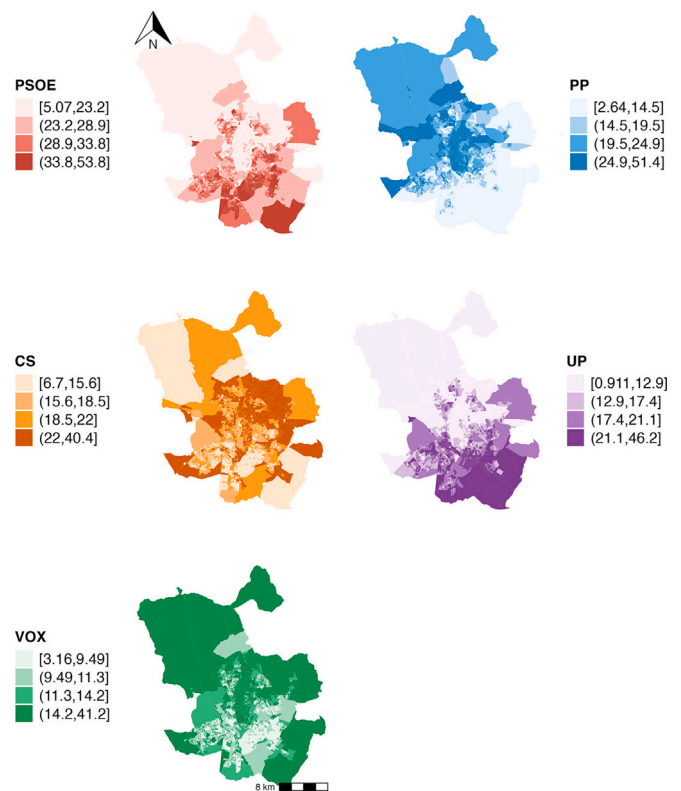 N
PSOE
[5.07,23.2]
(23.2,28.9]
(28.9,33.8]
(33.8,53.8]
PP
[2.64,14.5]
(14.5,19.5]
(19.5,24.9]
(24.9,51.4]
CS
[6.7,15.6]
(15.6,18.5]
(18.5,22]
(22,40.4]
UP
[0.911,12.9]
(12.9,17.4]
(17.4,21.1]
(21.1,46.2]
VOX
[3.16,9.49]
(9.49,11.3]
(11.3,14.2]
(14.2,41.2]
8 km